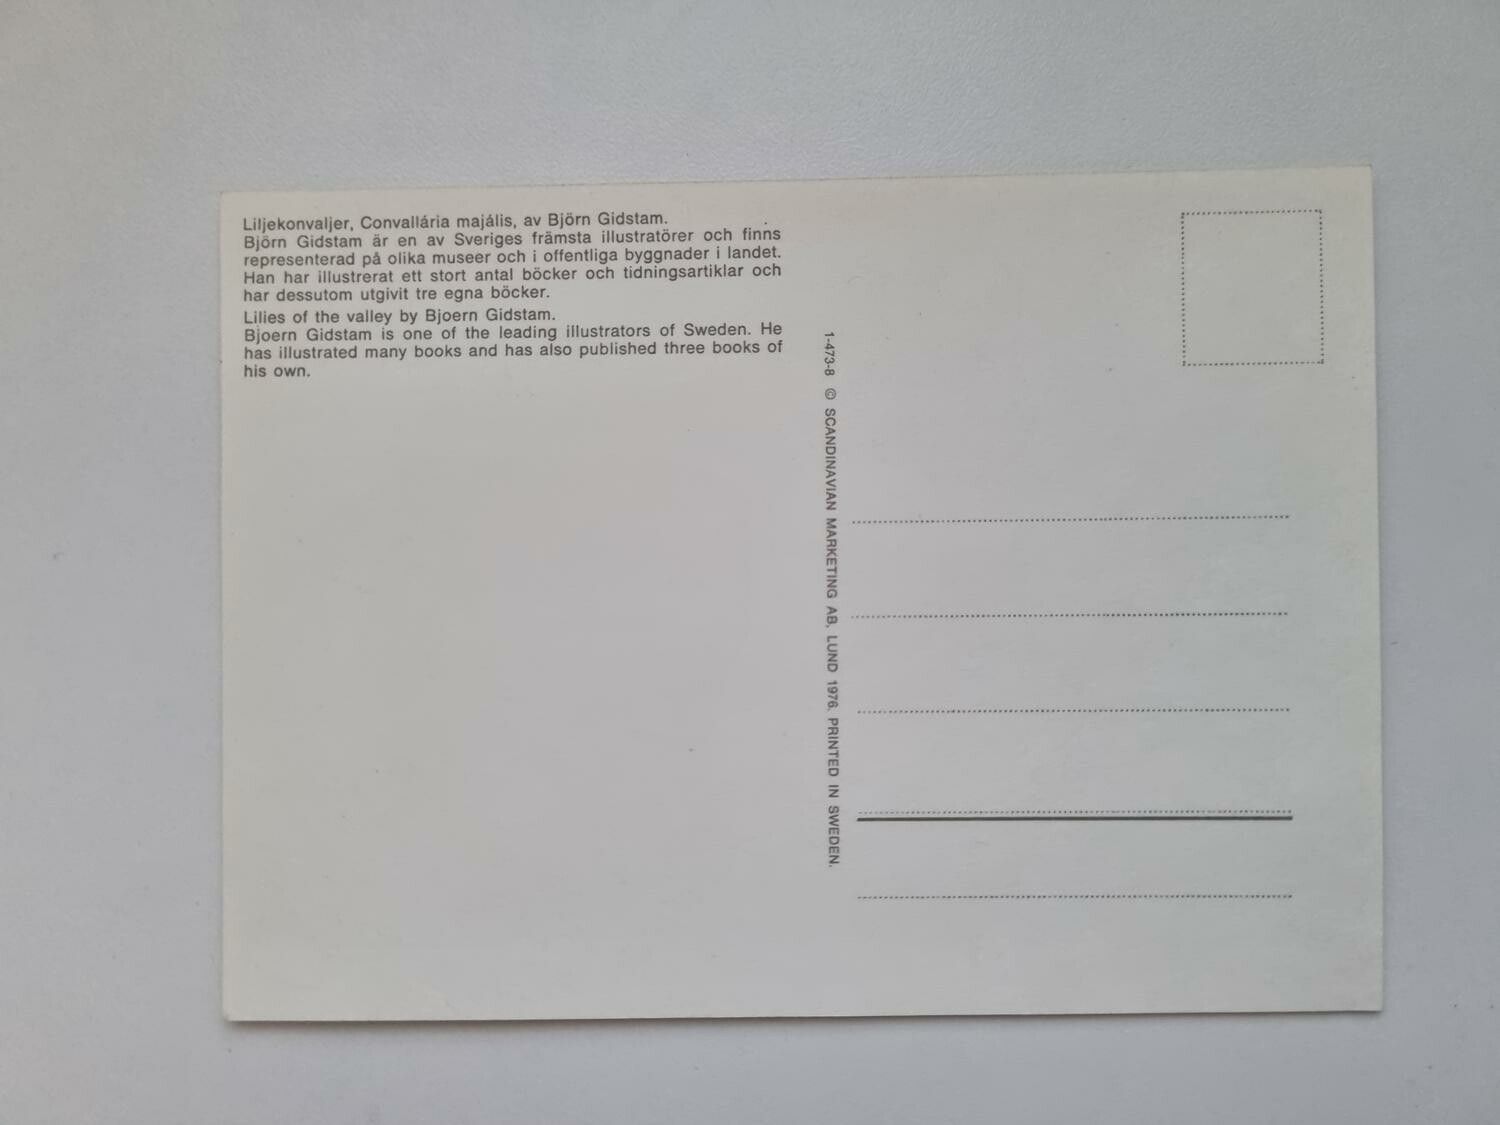 Liljekonvaljer, Convallária majális, av Björn Gidstam.
Björn Gidstam är en av Sveriges främsta illustratörer och finns
representerad på olika museer och i offentliga byggnader i landet.
Han har illustrerat ett stort antal böcker och tidningsartiklar och
har dessutom utgivit tre egna böcker.
Lilies of the valley by Bjoern Gidstam.
Bjoern Gidstam is one of the leading illustrators of Sweden. He
has illustrated many books and has also published three books of
his own.
1-473-8 © SCANDINAVIAN MARKETING AB, LUND 1976. PRINTED IN SWEDEN.